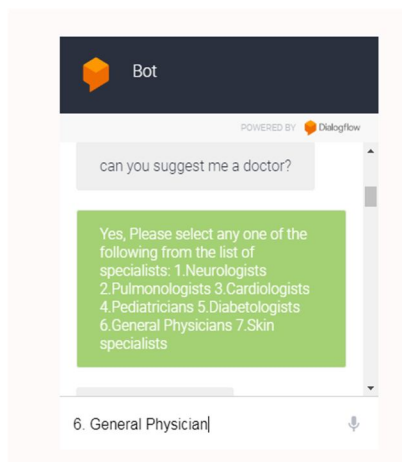 Bot
POWERED BY Dialogflow
can you suggest me a doctor?
Yes, Please select any one of the
following from the list of
specialists: 1.Neurologists
2.Pulmonologists 3.Cardiologists
4.Pediatricians 5.Diabetologists
6.General Physicians 7.Skin
specialists
6. General Physician